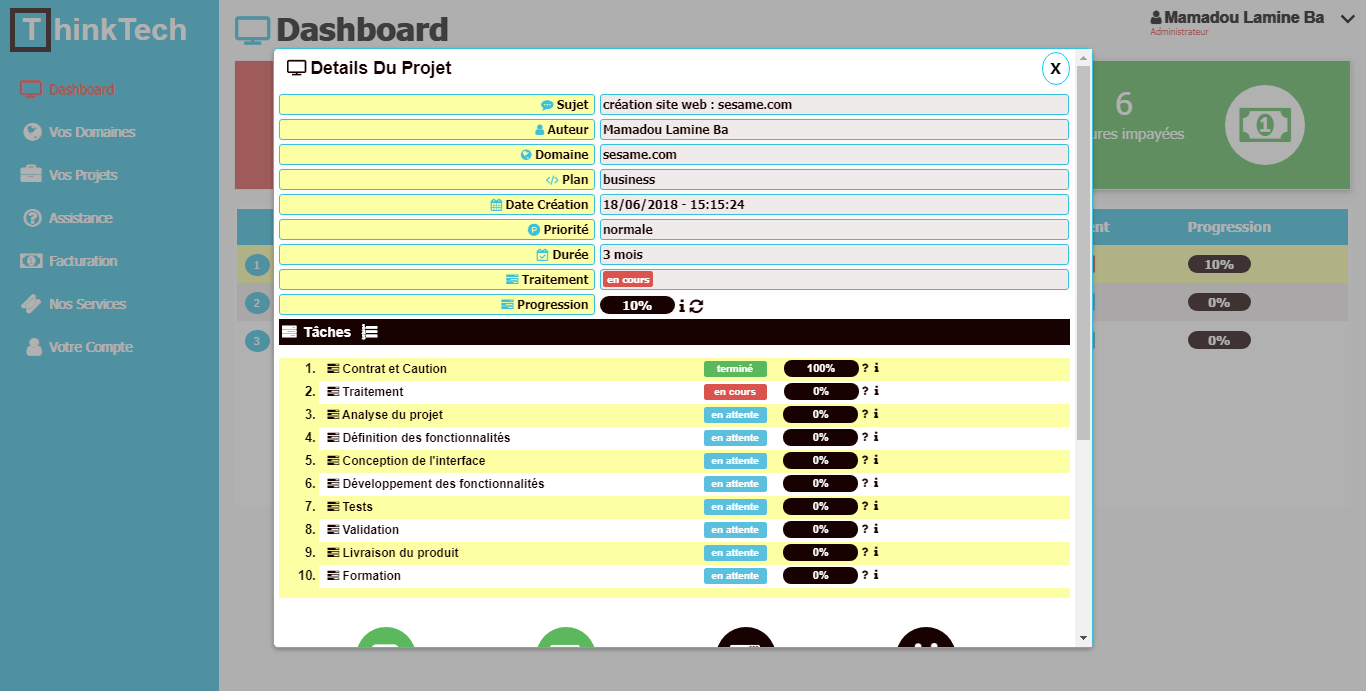 ThinkTech
Dashboard
Mamadou Lamine Ba
Administrateur
Dashboard
Vos Domaines
Vos Projets
Assistance
Facturation
Nos Services
Votre Compte
6
impayées
Progression
1
10%
2
0%
3
0%
Details Du Projet
X
Sujet création site web : sesame.com
Auteur Mamadou Lamine Ba
Domaine sesame.com
Plan business
Date Création 18/06/2018 - 15:15:24
Priorité normale
Durée 3 mois
Traitement en cours
Progression 10%
Tâches
1. Contrat et Caution terminé 100% ?
2. Traitement en cours 0% ?
3. Analyse du projet en attente 0% ?
4. Définition des fonctionnalités en attente 0% ?
5. Conception de l'interface en attente 0% ?
6. Développement des fonctionnalités en attente 0% ?
7. Tests en attente 0% ?
8. Validation en attente 0% ?
9. Livraison du produit en attente 0% ?
10. Formation en attente 0% ?